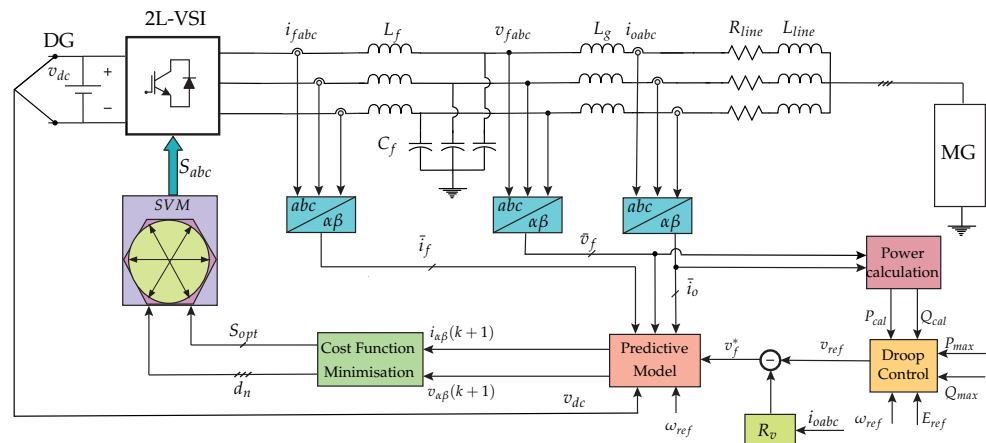 2L-VSI
i_fabc
L_f
v_fabc
L_g
i_oabc
R_line
L_line
DG
v_dc
+
−
C_f
MG
S_abc
SVM
abc
αβ
abc
αβ
abc
αβ
ī_f
v̄_f
ī_o
Power
calculation
P_cal
Q_cal
S_opt
d_n
Cost Function
Minimisation
i_αβ(k+1)
v_αβ(k+1)
v_dc
Predictive
Model
ω_ref
v_f^*
−
v_ref
R_v
i_oabc
Droop
Control
P_max
Q_max
ω_ref
E_ref